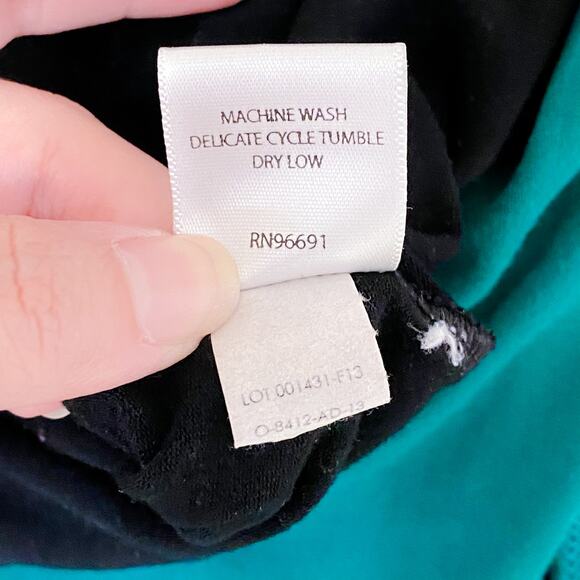 MACHINE WASH
DELICATE CYCLE TUMBLE
DRY LOW
RN96691
LOT 001431-F13
O-8412-AD-13